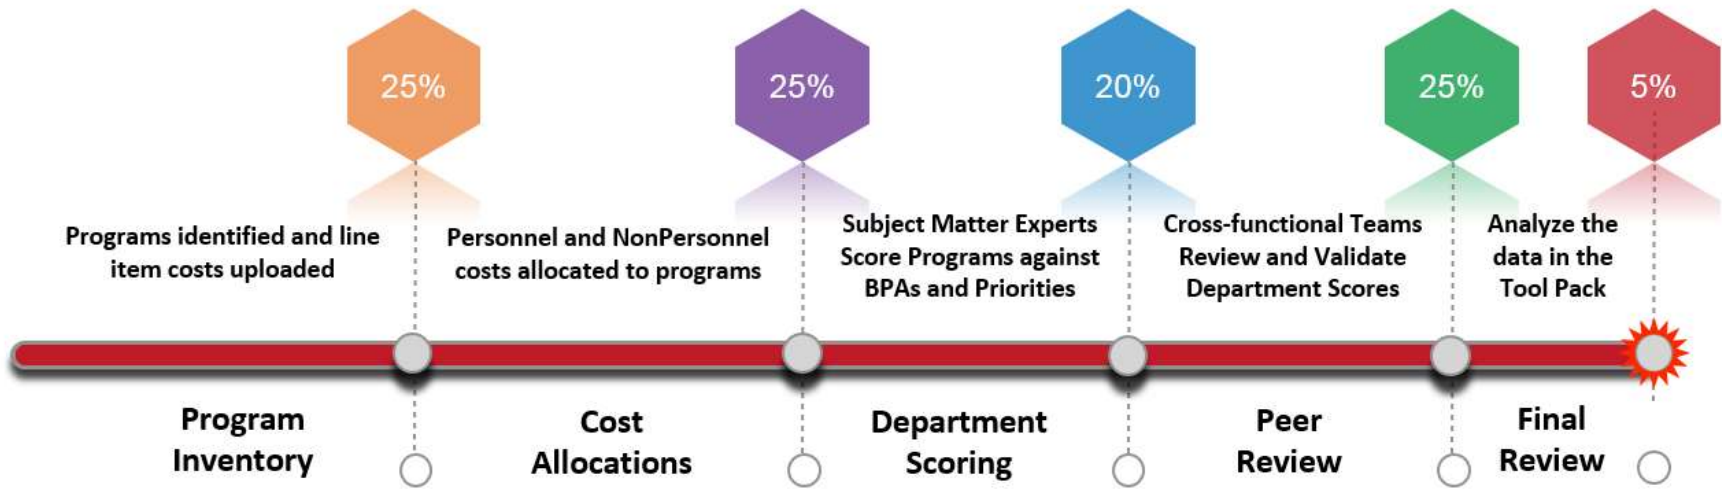 25%
25%
20%
25%
5%
Programs identified and line
item costs uploaded
Personnel and NonPersonnel
costs allocated to programs
Subject Matter Experts
Score Programs against
BPAs and Priorities
Cross-functional Teams
Review and Validate
Department Scores
Analyze the
data in the
Tool Pack
Program
Inventory
Cost
Allocations
Department
Scoring
Peer
Review
Final
Review